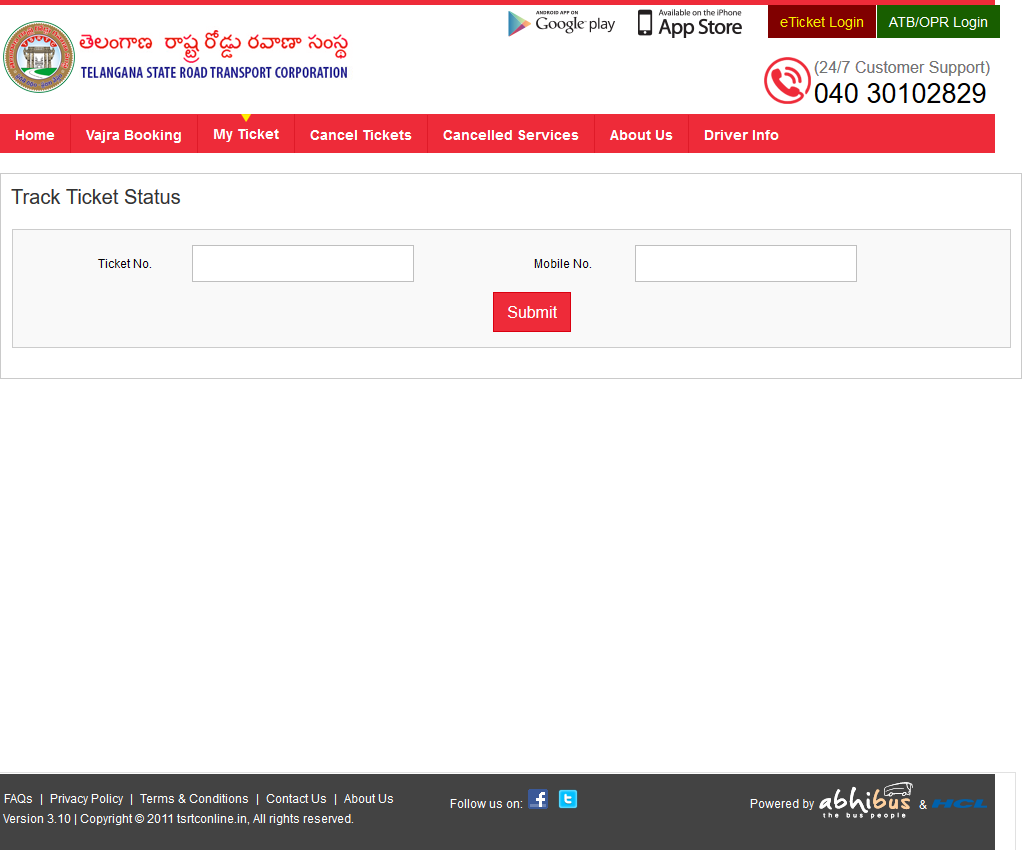 ANDROID APP ON
Google play
Available on the iPhone
App Store
eTicket Login
ATB/OPR Login
తెలంగాణ రాష్ట్ర రోడ్డు రవాణా సంస్థ
TELANGANA STATE ROAD TRANSPORT CORPORATION
(24/7 Customer Support)
040 30102829
Home
Vajra Booking
My Ticket
Cancel Tickets
Cancelled Services
About Us
Driver Info
Track Ticket Status
Ticket No.
Mobile No.
Submit
FAQs | Privacy Policy | Terms & Conditions | Contact Us | About Us
Version 3.10 | Copyright © 2011 tsrtconline.in, All rights reserved.
Follow us on:
Powered by abhibus & HCL
the bus people